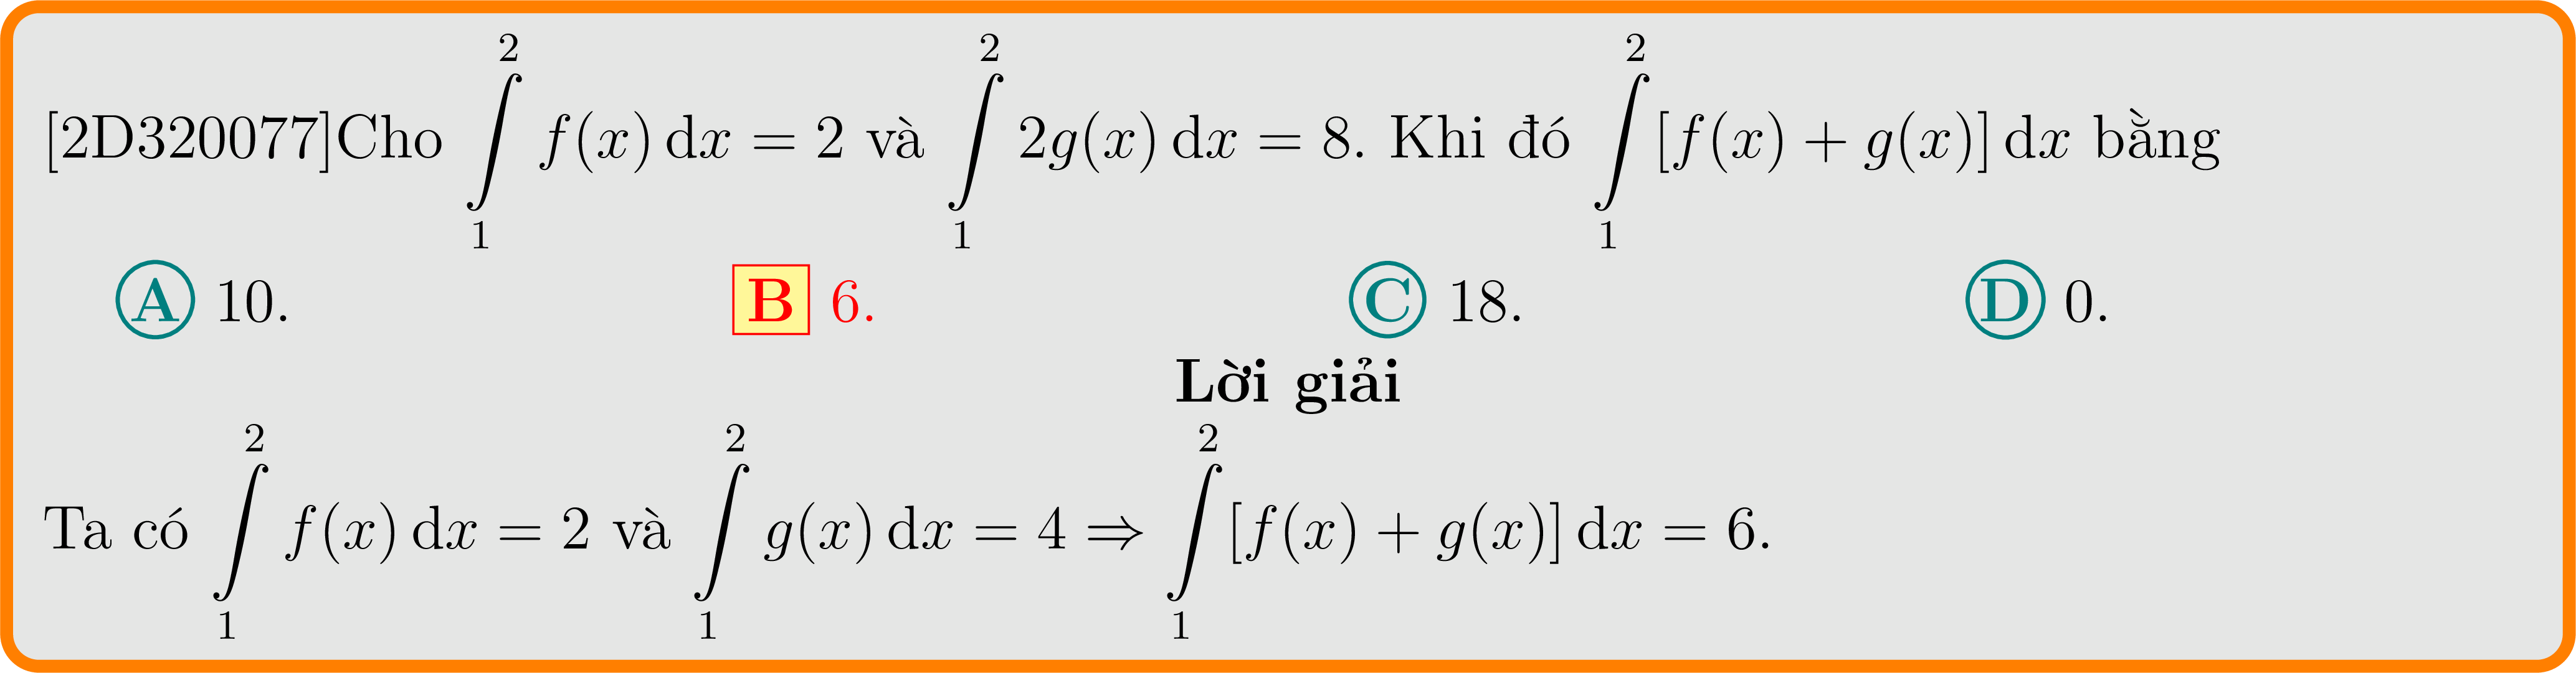 [2D320077]Cho $\int\limits_1^2 f(x)\,\mathrm{d}x = 2$ và $\int\limits_1^2 2g(x)\,\mathrm{d}x = 8$. Khi đó $\int\limits_1^2 [f(x) + g(x)]\,\mathrm{d}x$ bằng
A 10. B 6. C 18. D 0.
Lời giải
Ta có $\int\limits_1^2 f(x)\,\mathrm{d}x = 2$ và $\int\limits_1^2 g(x)\,\mathrm{d}x = 4 \Rightarrow \int\limits_1^2 [f(x) + g(x)]\,\mathrm{d}x = 6$.